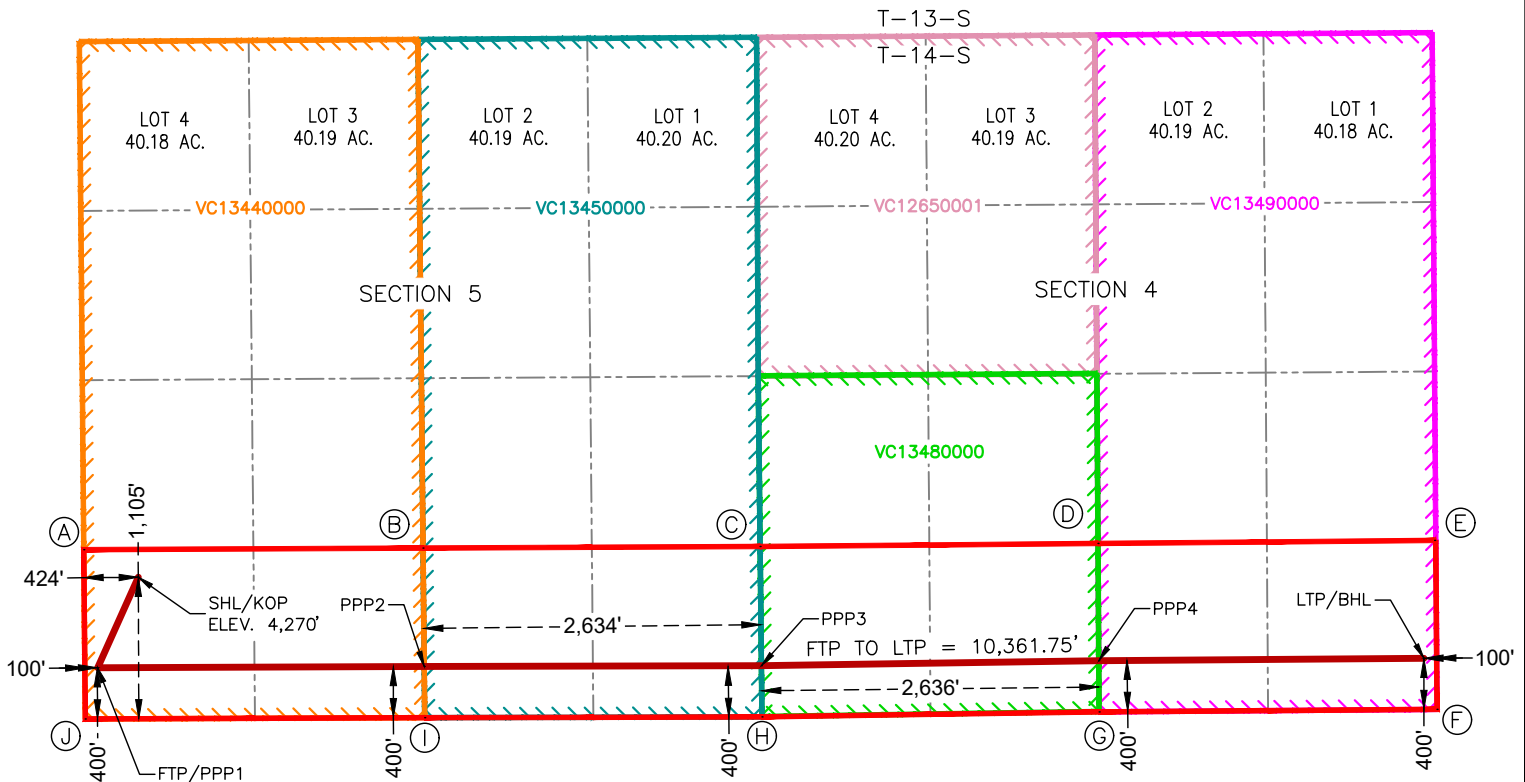 T-13-S
T-14-S
LOT 4
40.18 AC.
LOT 3
40.19 AC.
LOT 2
40.19 AC.
LOT 1
40.20 AC.
LOT 4
40.20 AC.
LOT 3
40.19 AC.
LOT 2
40.19 AC.
LOT 1
40.18 AC.
VC13440000
VC13450000
VC12650001
VC13490000
SECTION 5
SECTION 4
VC13480000
A
1,105'
B
C
D
E
424'
SHL/KOP
ELEV. 4,270'
PPP2
2,634'
PPP3
FTP TO LTP = 10,361.75'
PPP4
LTP/BHL
100'
100'
2,636'
J
400'
FTP/PPP1
400'
I
400'
H
G
400'
400'
F